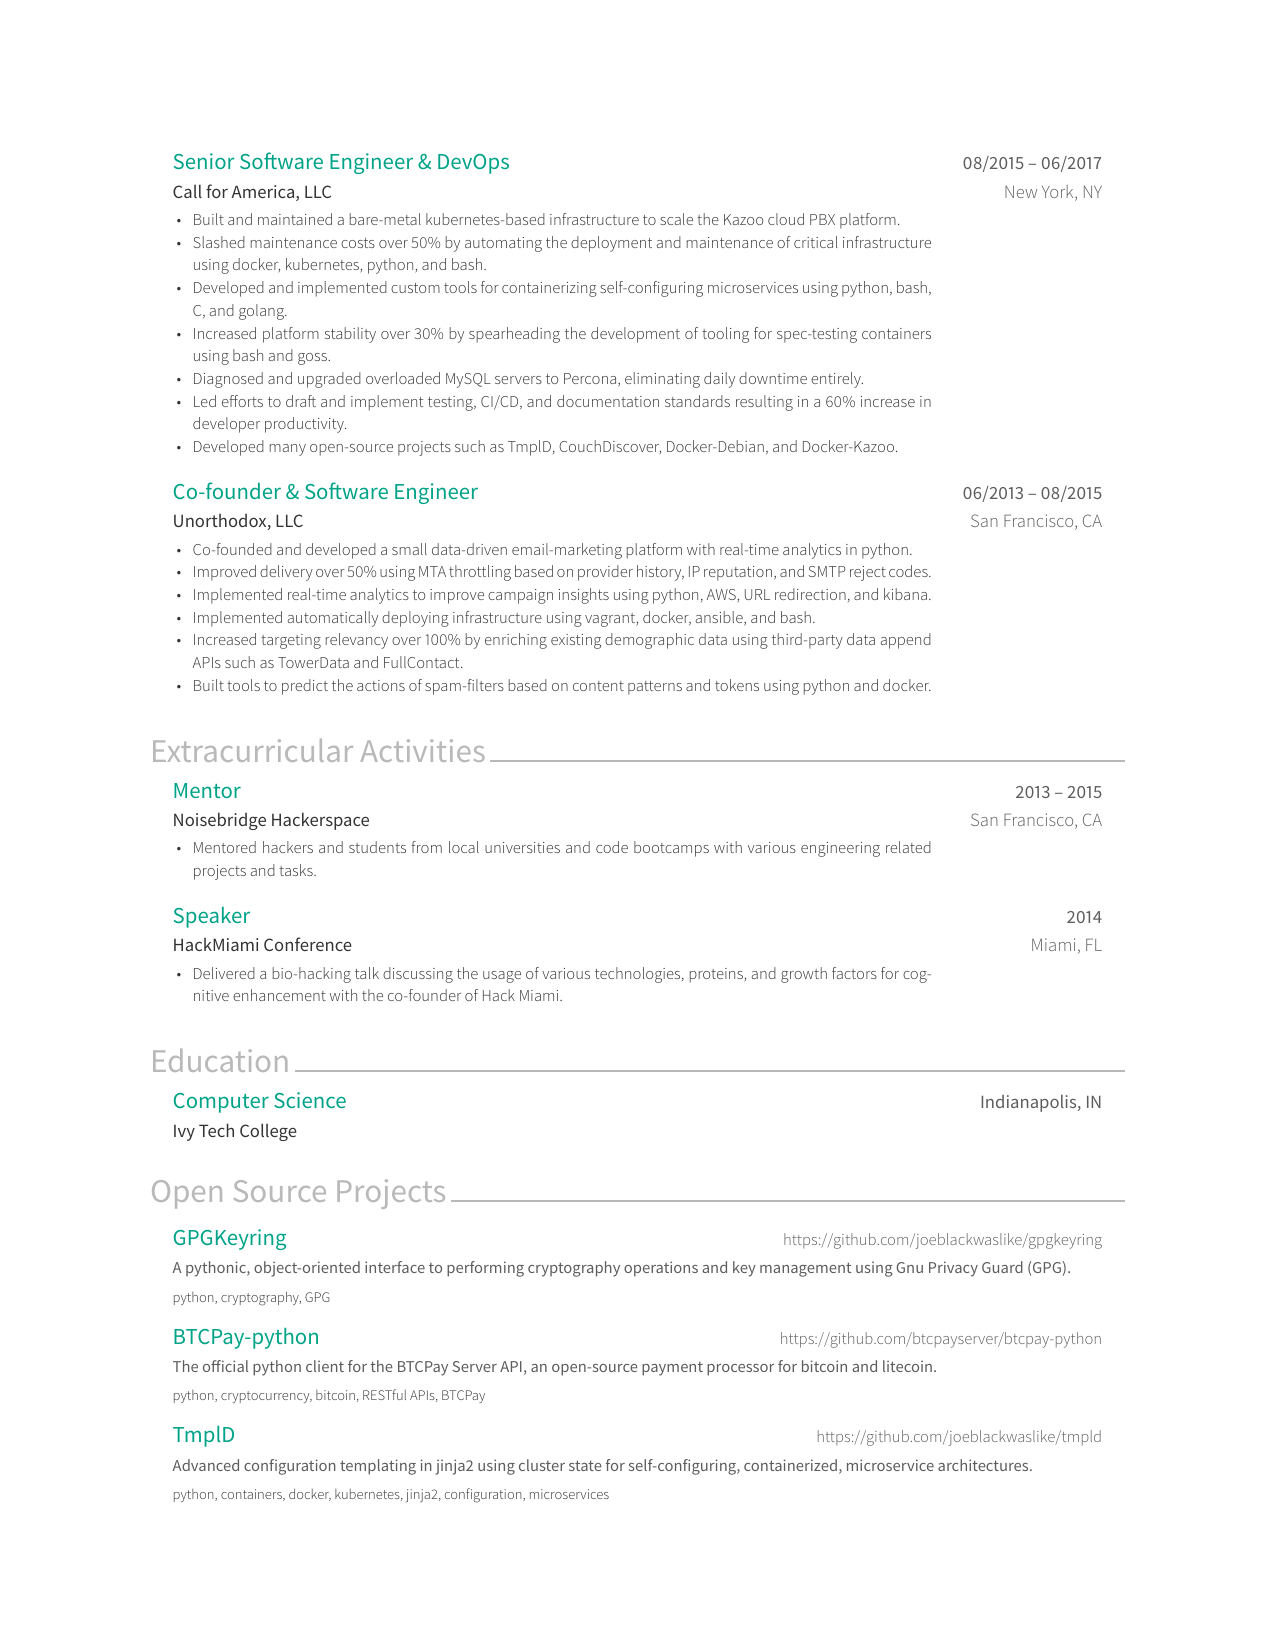 Senior Software Engineer & DevOps 08/2015 – 06/2017
Call for America, LLC New York, NY
• Built and maintained a bare-metal kubernetes-based infrastructure to scale the Kazoo cloud PBX platform.
• Slashed maintenance costs over 50% by automating the deployment and maintenance of critical infrastructure
using docker, kubernetes, python, and bash.
• Developed and implemented custom tools for containerizing self-configuring microservices using python, bash,
C, and golang.
• Increased platform stability over 30% by spearheading the development of tooling for spec-testing containers
using bash and goss.
• Diagnosed and upgraded overloaded MySQL servers to Percona, eliminating daily downtime entirely.
• Led efforts to draft and implement testing, CI/CD, and documentation standards resulting in a 60% increase in
developer productivity.
• Developed many open-source projects such as TmplD, CouchDiscover, Docker-Debian, and Docker-Kazoo.
Co-founder & Software Engineer 06/2013 – 08/2015
Unorthodox, LLC San Francisco, CA
• Co-founded and developed a small data-driven email-marketing platform with real-time analytics in python.
• Improved delivery over 50% using MTA throttling based on provider history, IP reputation, and SMTP reject codes.
• Implemented real-time analytics to improve campaign insights using python, AWS, URL redirection, and kibana.
• Implemented automatically deploying infrastructure using vagrant, docker, ansible, and bash.
• Increased targeting relevancy over 100% by enriching existing demographic data using third-party data append
APIs such as TowerData and FullContact.
• Built tools to predict the actions of spam-filters based on content patterns and tokens using python and docker.
Extracurricular Activities
Mentor 2013 – 2015
Noisebridge Hackerspace San Francisco, CA
• Mentored hackers and students from local universities and code bootcamps with various engineering related
projects and tasks.
Speaker 2014
HackMiami Conference Miami, FL
• Delivered a bio-hacking talk discussing the usage of various technologies, proteins, and growth factors for cog-
nitive enhancement with the co-founder of Hack Miami.
Education
Computer Science Indianapolis, IN
Ivy Tech College
Open Source Projects
GPGKeyring https://github.com/joeblackwaslike/gpgkeyring
A pythonic, object-oriented interface to performing cryptography operations and key management using Gnu Privacy Guard (GPG).
python, cryptography, GPG
BTCPay-python https://github.com/btcpayserver/btcpay-python
The official python client for the BTCPay Server API, an open-source payment processor for bitcoin and litecoin.
python, cryptocurrency, bitcoin, RESTful APIs, BTCPay
TmplD https://github.com/joeblackwaslike/tmpld
Advanced configuration templating in jinja2 using cluster state for self-configuring, containerized, microservice architectures.
python, containers, docker, kubernetes, jinja2, configuration, microservices